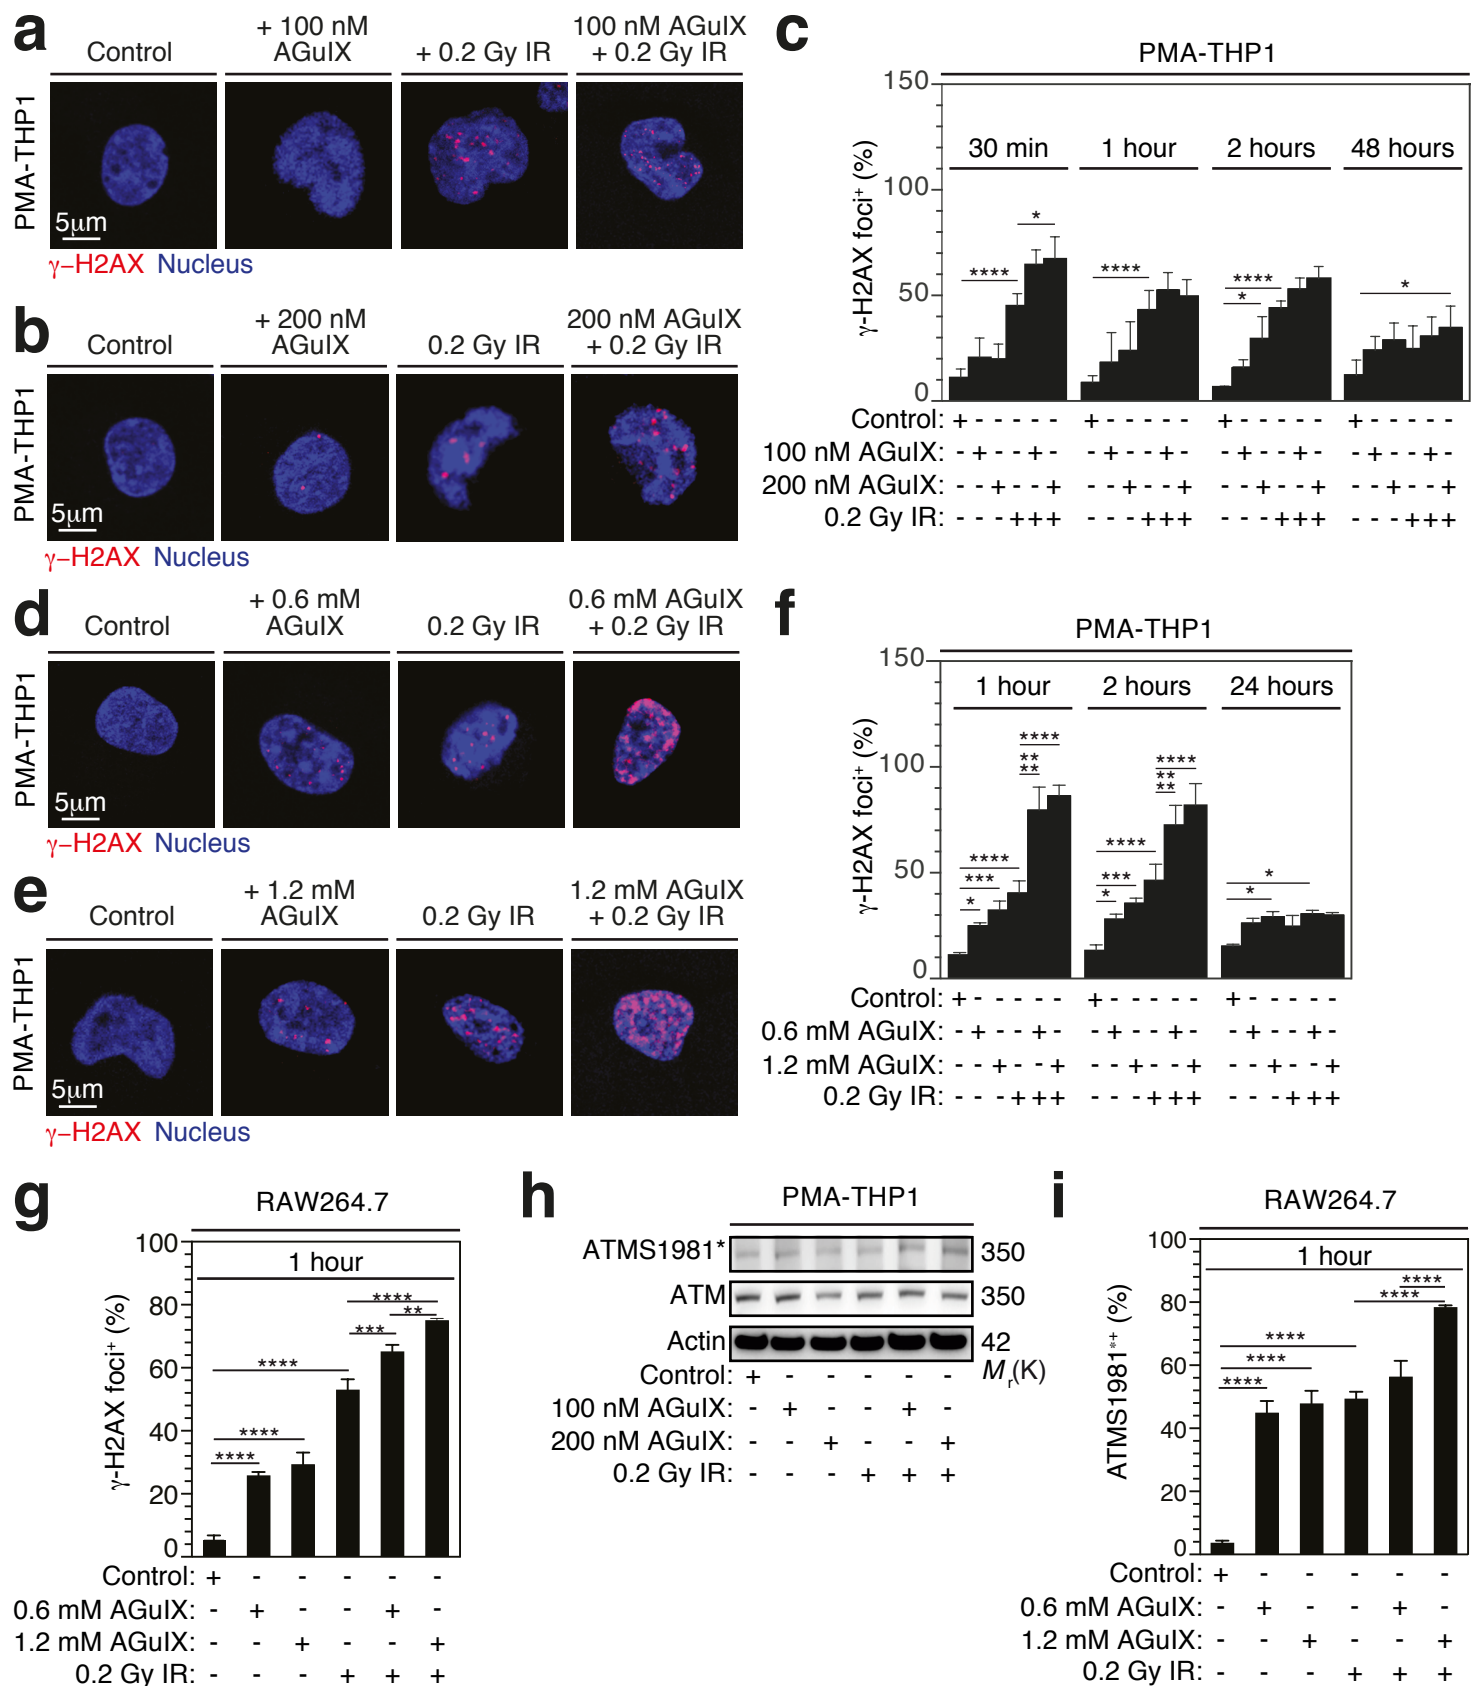 a
Control
+ 100 nM
AGuIX
+ 0.2 Gy IR
100 nM AGuIX
+ 0.2 Gy IR
PMA-THP1
5μm
γ–H2AX Nucleus
b
Control
+ 200 nM
AGuIX
0.2 Gy IR
200 nM AGuIX
+ 0.2 Gy IR
PMA-THP1
5μm
γ–H2AX Nucleus
c
PMA-THP1
γ-H2AX foci+ (%)
150
100
50
0
30 min
1 hour
2 hours
48 hours
*
****
****
****
*
*
Control: + - - - - - + - - - - - + - - - - - + - - - - -
100 nM AGuIX: - + - - + - - + - - + - - + - - + - - + - - + -
200 nM AGuIX: - - + - - + - - + - - + - - + - - + - - + - - +
0.2 Gy IR: - - - + + + - - - + + + - - - + + + - - - + + +
d
Control
+ 0.6 mM
AGuIX
0.2 Gy IR
0.6 mM AGuIX
+ 0.2 Gy IR
PMA-THP1
5μm
γ–H2AX Nucleus
e
Control
+ 1.2 mM
AGuIX
0.2 Gy IR
1.2 mM AGuIX
+ 0.2 Gy IR
PMA-THP1
5μm
γ–H2AX Nucleus
f
PMA-THP1
γ-H2AX foci+ (%)
150
100
50
0
1 hour
2 hours
24 hours
****
**
**
****
***
*
****
**
**
****
***
*
*
*
Control: + - - - - - + - - - - - + - - - - -
0.6 mM AGuIX: - + - - + - - + - - + - - + - - + -
1.2 mM AGuIX: - - + - - + - - + - - + - - + - - +
0.2 Gy IR: - - - + + + - - - + + + - - - + + +
g
RAW264.7
1 hour
γ-H2AX foci+ (%)
100
80
60
40
20
0
****
**
***
****
****
****
Control: + - - - - -
0.6 mM AGuIX: - + - - + -
1.2 mM AGuIX: - - + - - +
0.2 Gy IR: - - - + + +
h
PMA-THP1
ATMS1981* 350
ATM 350
Actin 42
Mr(K)
Control: + - - - - -
100 nM AGuIX: - + - - + -
200 nM AGuIX: - - + - - +
0.2 Gy IR: - - - + + +
i
RAW264.7
1 hour
ATMS1981*+ (%)
100
80
60
40
20
0
****
****
****
****
****
Control: + - - - - -
0.6 mM AGuIX: - + - - + -
1.2 mM AGuIX: - - + - - +
0.2 Gy IR: - - - + + +